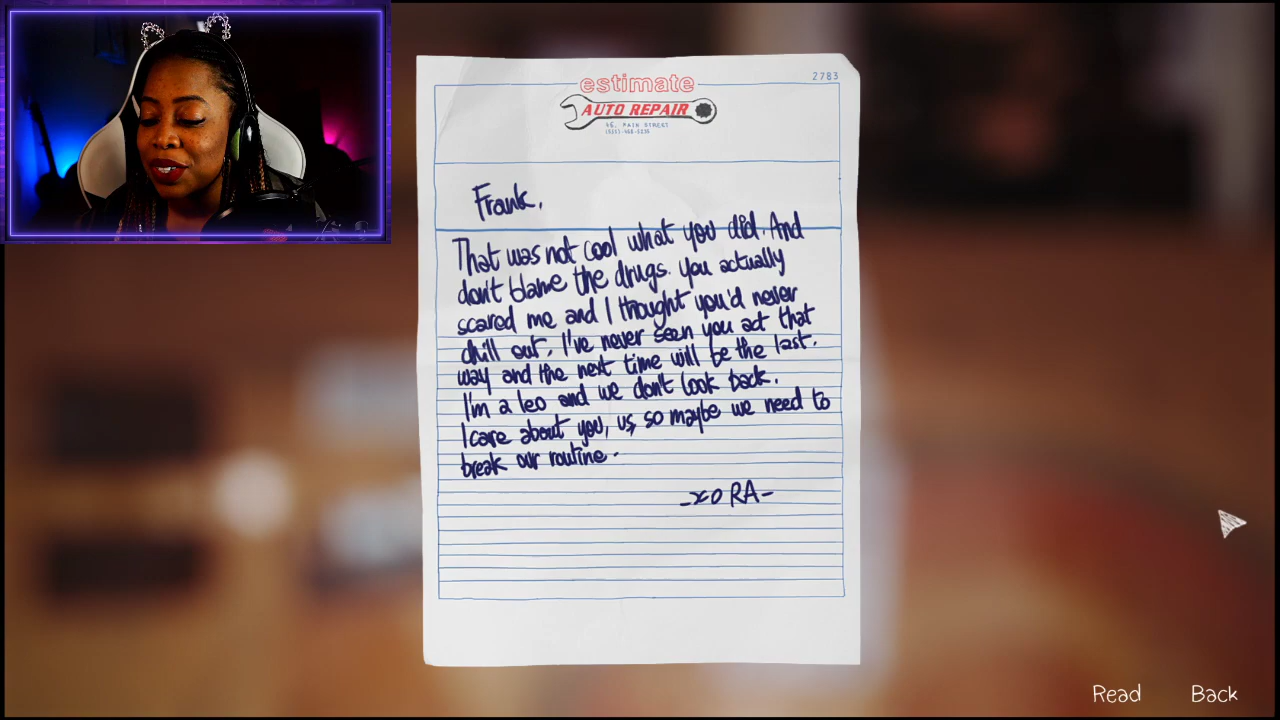 estimate
2783
AUTO REPAIR
Frank,
That was not cool what you did. And
don't blame the drugs. You actually
scared me and I thought you'd never
chill out. I've never seen you act that
way and the next time will be the last.
I'm a leo and we don't look back.
I care about you, us, so maybe we need to
break our routine.
-xo RA-
Read
Back